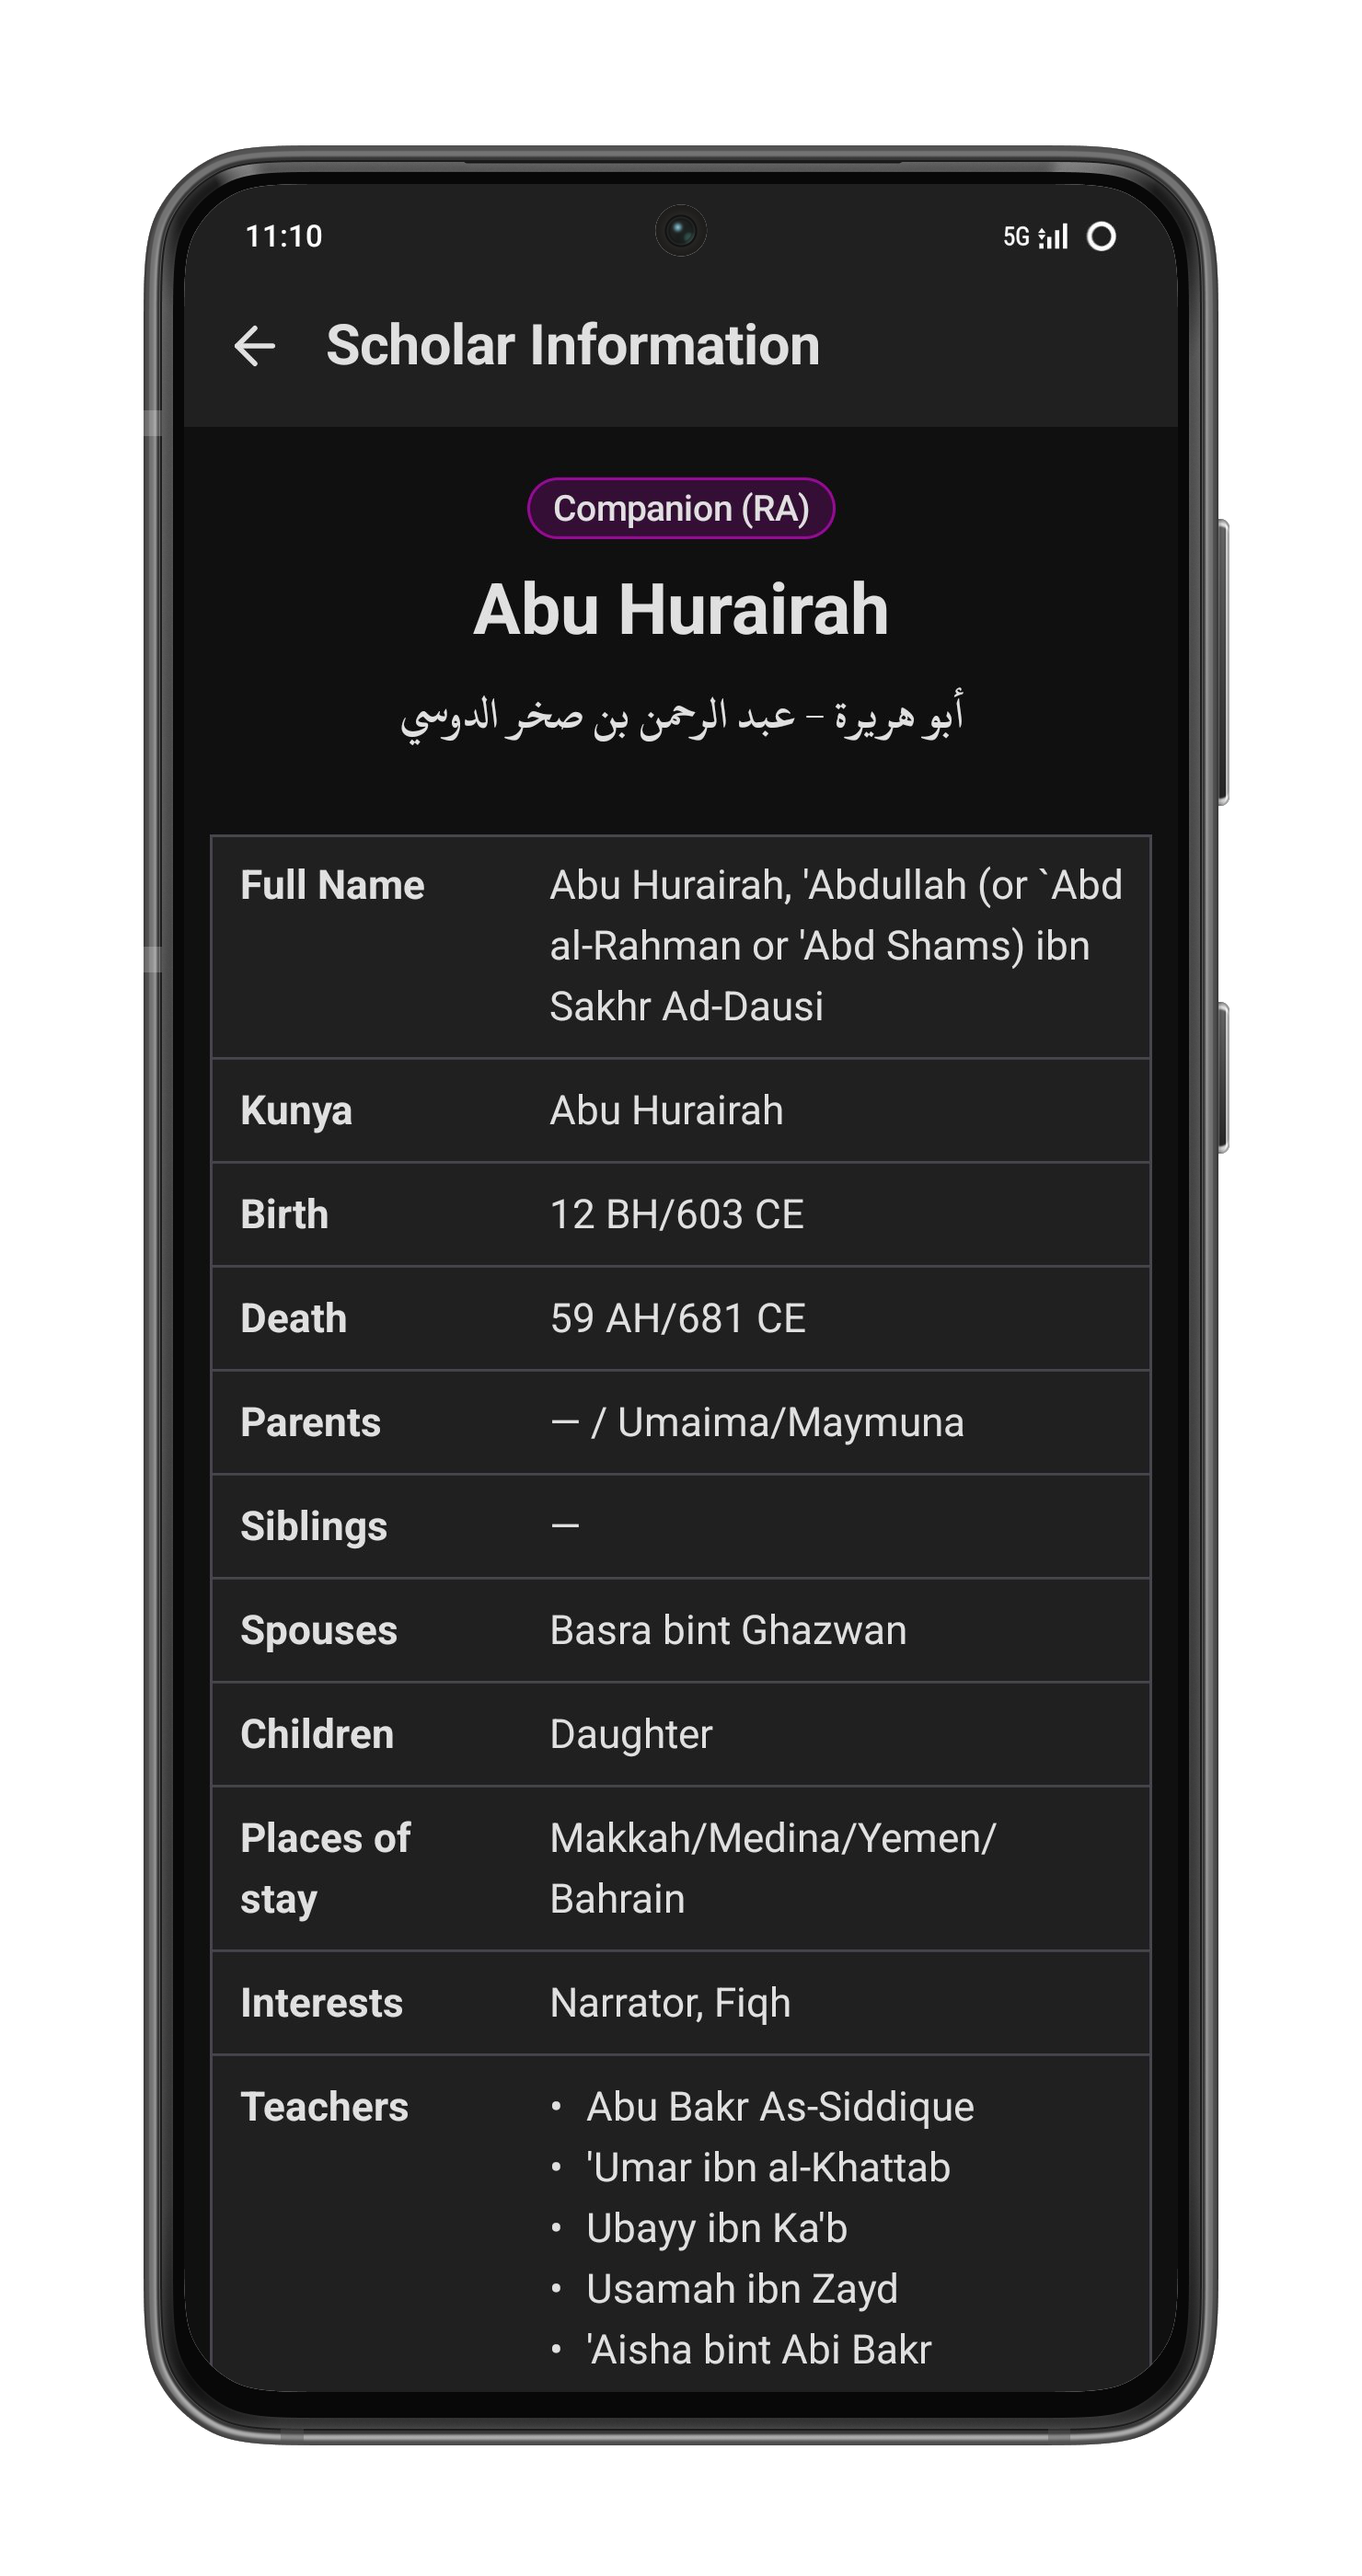 11:10
5G
Scholar Information
Companion (RA)
Abu Hurairah
أبو هريرة - عبد الرحمن بن صخر الدوسي
Full Name
Abu Hurairah, 'Abdullah (or `Abd
al-Rahman or 'Abd Shams) ibn
Sakhr Ad-Dausi
Kunya
Abu Hurairah
Birth
12 BH/603 CE
Death
59 AH/681 CE
Parents
— / Umaima/Maymuna
Siblings
—
Spouses
Basra bint Ghazwan
Children
Daughter
Places of
stay
Makkah/Medina/Yemen/
Bahrain
Interests
Narrator, Fiqh
Teachers
• Abu Bakr As-Siddique
• 'Umar ibn al-Khattab
• Ubayy ibn Ka'b
• Usamah ibn Zayd
• 'Aisha bint Abi Bakr